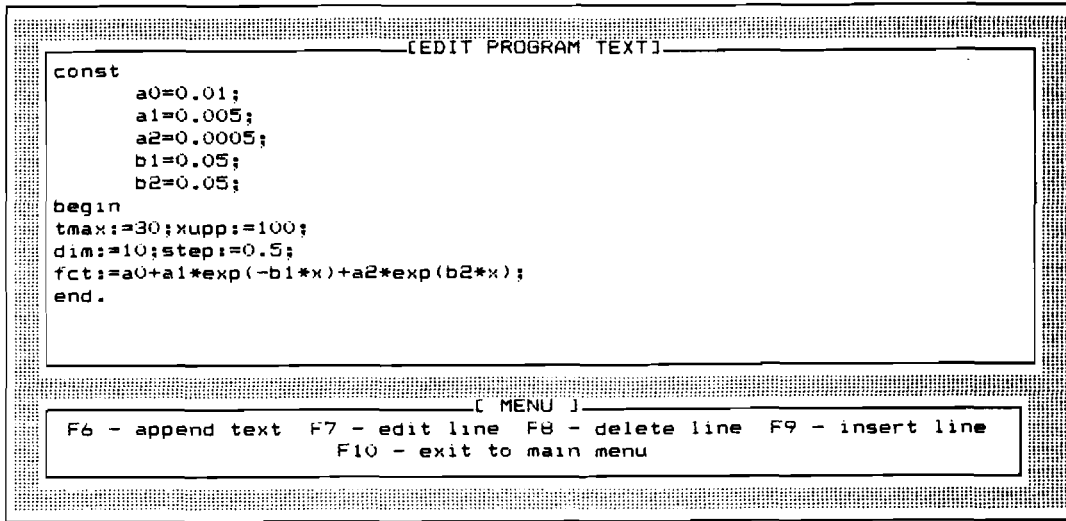 [EDIT PROGRAM TEXT]
const
a0=0.01;
a1=0.005;
a2=0.0005;
b1=0.05;
b2=0.05;
begin
tmax:=30;xupp:=100;
dim:=10;step:=0.5;
fct:=a0+a1*exp(-b1*x)+a2*exp(b2*x);
end.
[ MENU ]
F6 - append text F7 - edit line F8 - delete line F9 - insert line
F10 - exit to main menu